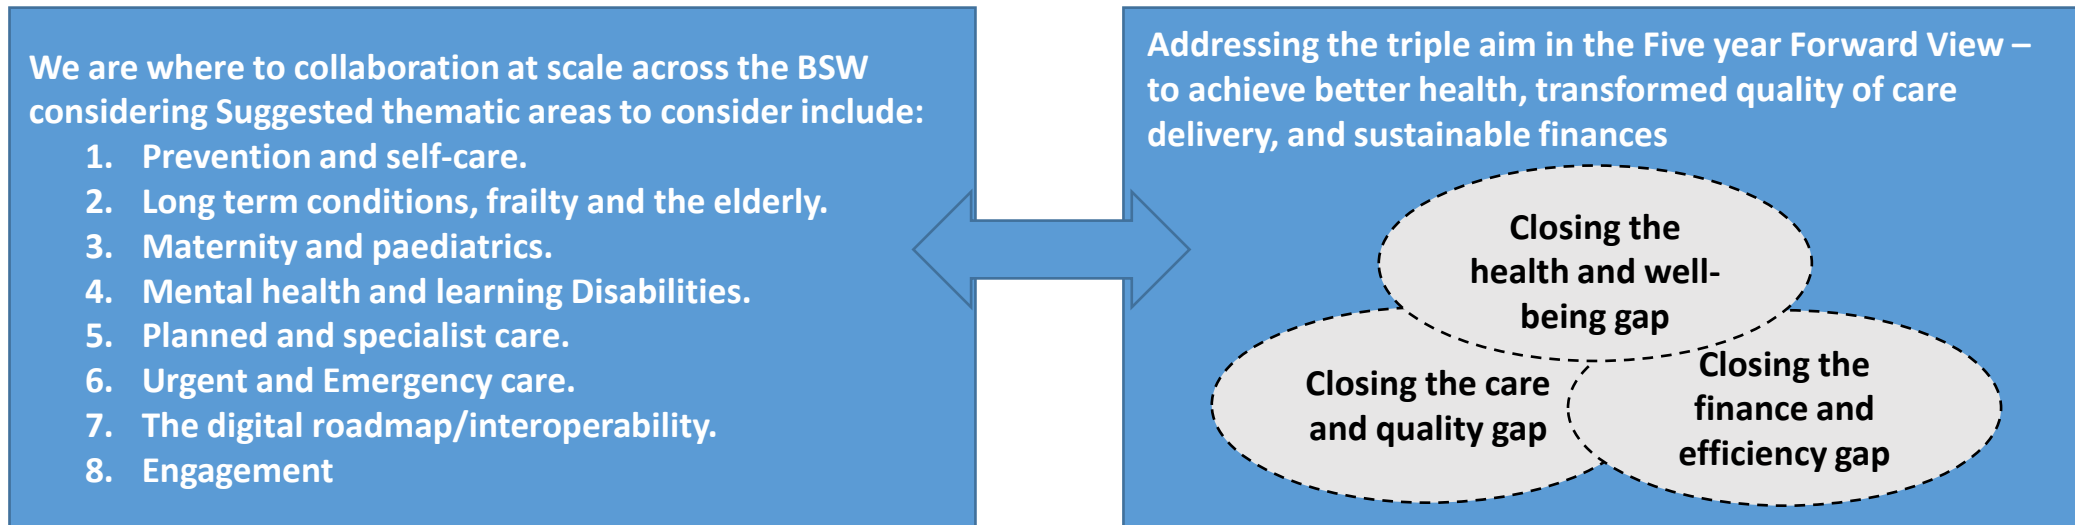 We are where to collaboration at scale across the BSW
considering Suggested thematic areas to consider include:
1. Prevention and self-care.
2. Long term conditions, frailty and the elderly.
3. Maternity and paediatrics.
4. Mental health and learning Disabilities.
5. Planned and specialist care.
6. Urgent and Emergency care.
7. The digital roadmap/interoperability.
8. Engagement
Addressing the triple aim in the Five year Forward View –
to achieve better health, transformed quality of care
delivery, and sustainable finances
Closing the
health and well-
being gap
Closing the care
and quality gap
Closing the
finance and
efficiency gap